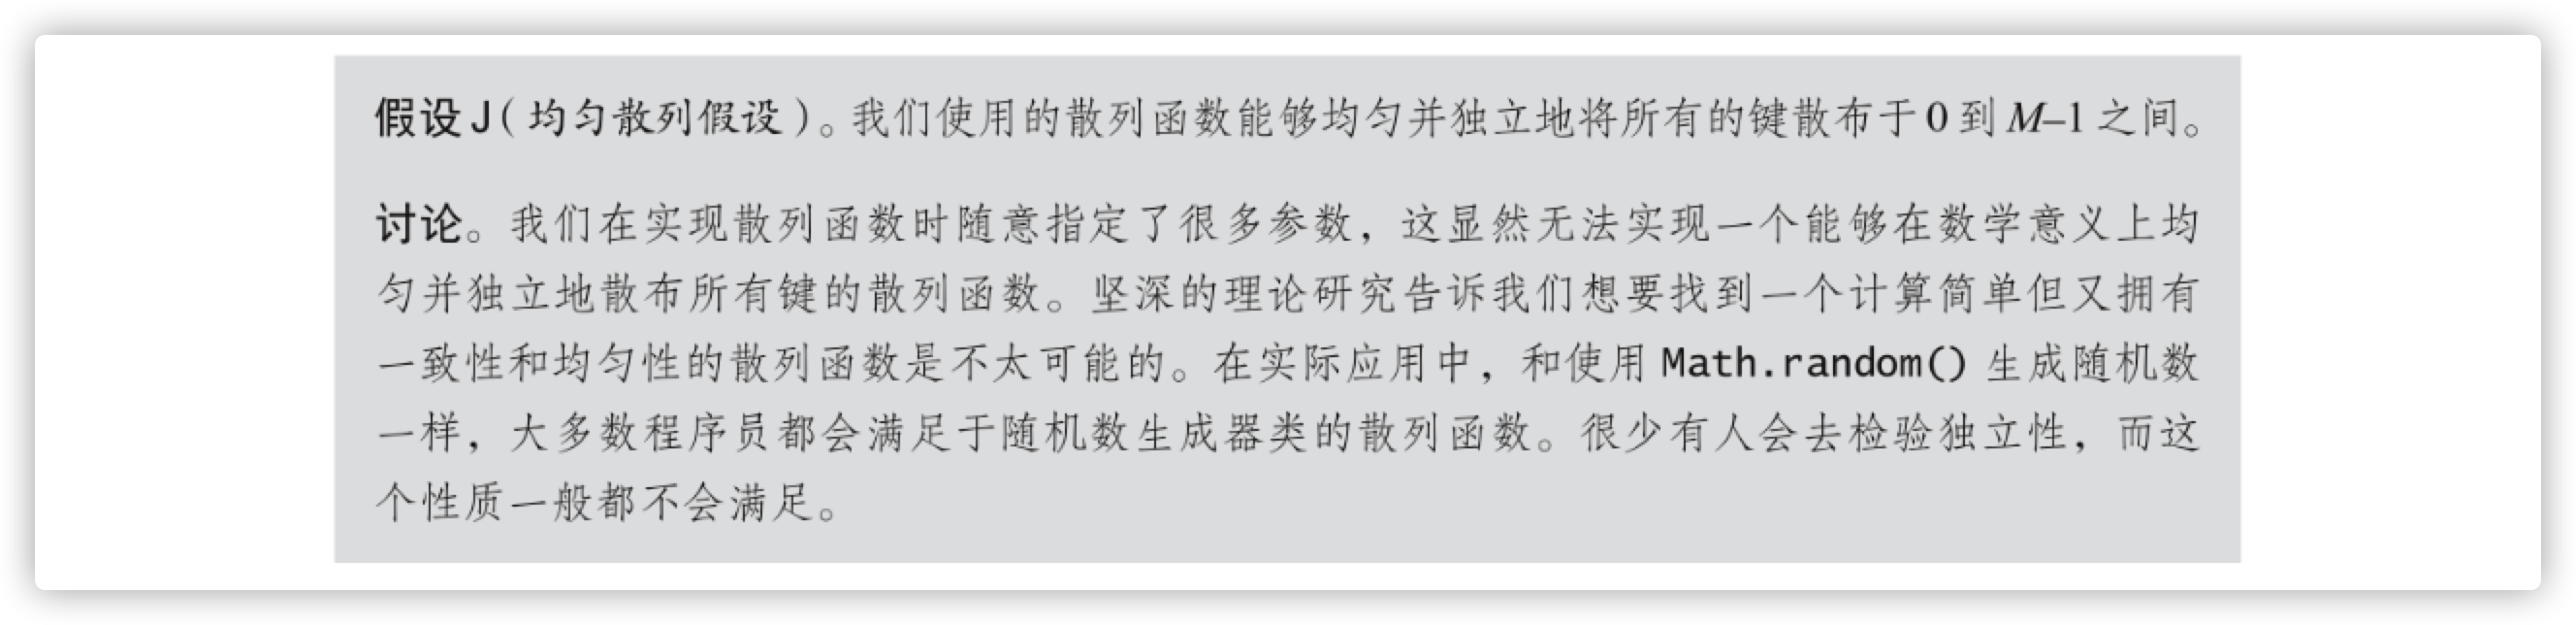 假设 J（均匀散列假设）。我们使用的散列函数能够均匀并独立地将所有的键散布于 0 到 M–1 之间。
讨论。我们在实现散列函数时随意指定了很多参数，这显然无法实现一个能够在数学意义上均
匀并独立地散布所有键的散列函数。坚深的理论研究告诉我们想要找到一个计算简单但又拥有
一致性和均匀性的散列函数是不太可能的。在实际应用中，和使用 Math.random() 生成随机数
一样，大多数程序员都会满足于随机数生成器类的散列函数。很少有人会去检验独立性，而这
个性质一般都不会满足。